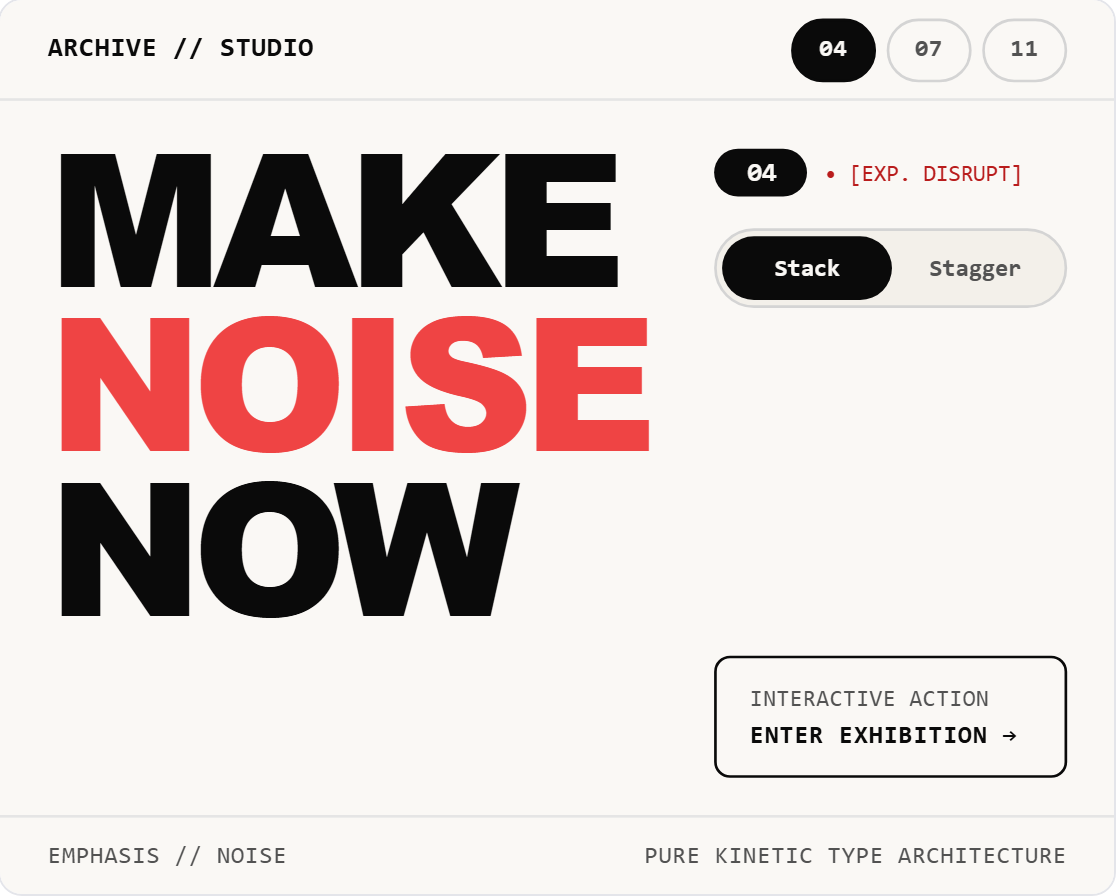 ARCHIVE // STUDIO
04 07 11
MAKE
NOISE
NOW
04 • [EXP. DISRUPT]
Stack Stagger
INTERACTIVE ACTION
ENTER EXHIBITION →
EMPHASIS // NOISE
PURE KINETIC TYPE ARCHITECTURE